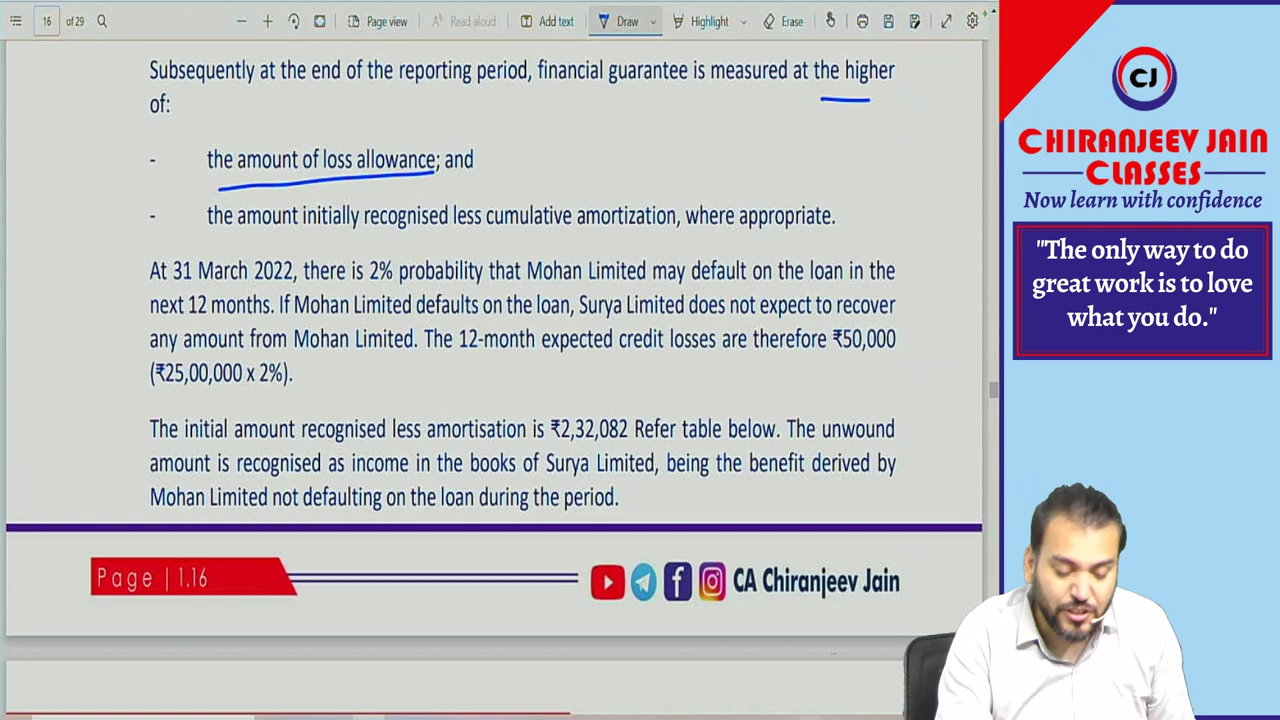 16 of 29 Page view Read aloud Add text Draw Highlight Erase
Subsequently at the end of the reporting period, financial guarantee is measured at the higher
of:
- the amount of loss allowance; and
- the amount initially recognised less cumulative amortization, where appropriate.
At 31 March 2022, there is 2% probability that Mohan Limited may default on the loan in the
next 12 months. If Mohan Limited defaults on the loan, Surya Limited does not expect to recover
any amount from Mohan Limited. The 12-month expected credit losses are therefore ₹50,000
(₹25,00,000 x 2%).
The initial amount recognised less amortisation is ₹2,32,082 Refer table below. The unwound
amount is recognised as income in the books of Surya Limited, being the benefit derived by
Mohan Limited not defaulting on the loan during the period.
Page | 1.16
CA Chiranjeev Jain
CJ
CHIRANJEEV JAIN
CLASSES
Now learn with confidence
"The only way to do
great work is to love
what you do."